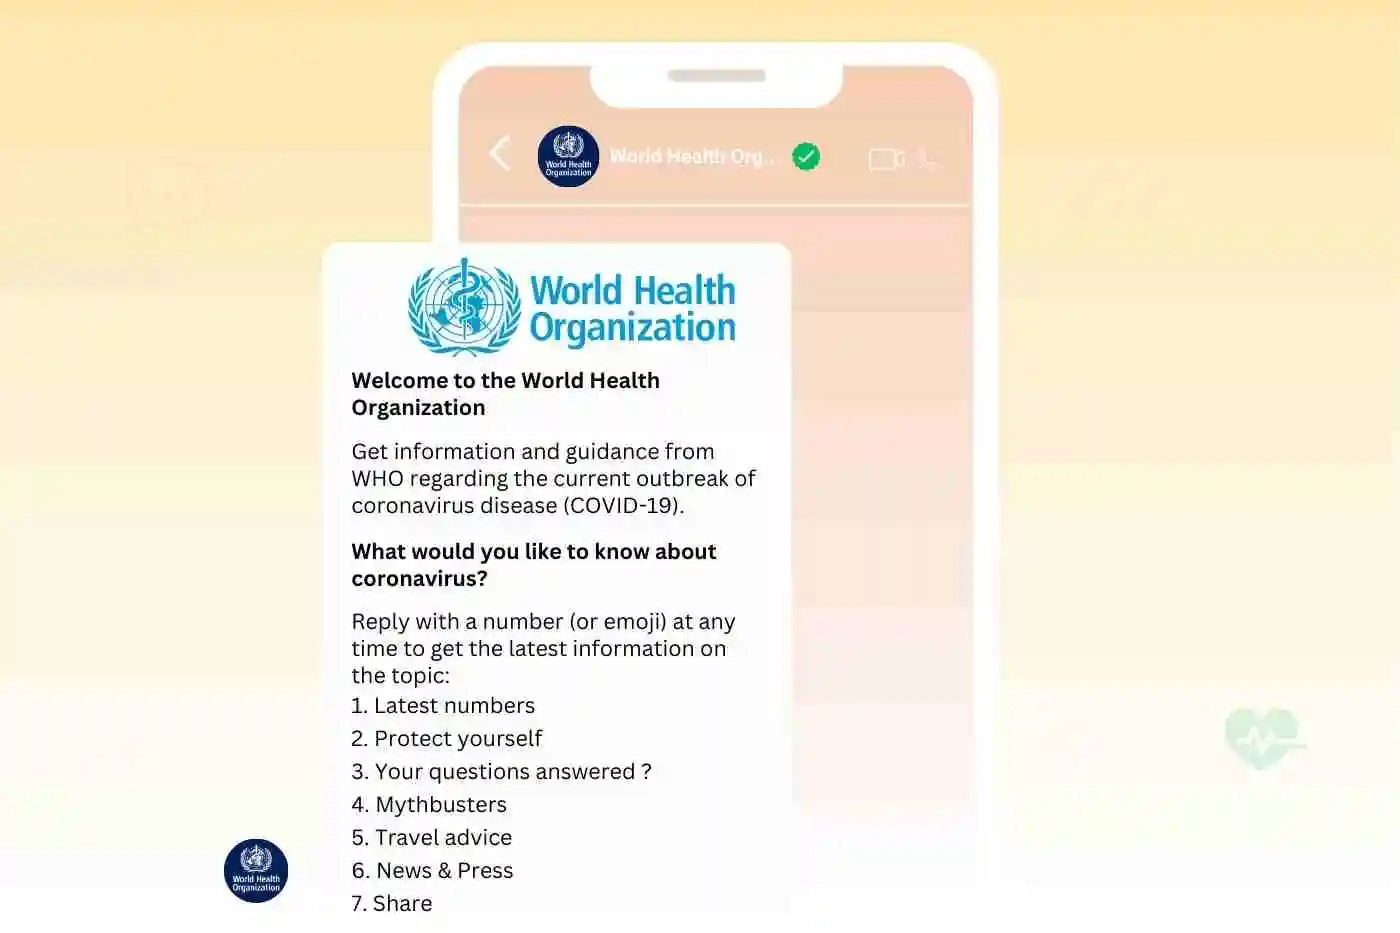 World Health
Organization
World Health Org...
World Health
Organization
Welcome to the World Health
Organization
Get information and guidance from
WHO regarding the current outbreak of
coronavirus disease (COVID-19).
What would you like to know about
coronavirus?
Reply with a number (or emoji) at any
time to get the latest information on
the topic:
1. Latest numbers
2. Protect yourself
3. Your questions answered ?
4. Mythbusters
5. Travel advice
6. News & Press
7. Share
World Health
Organization